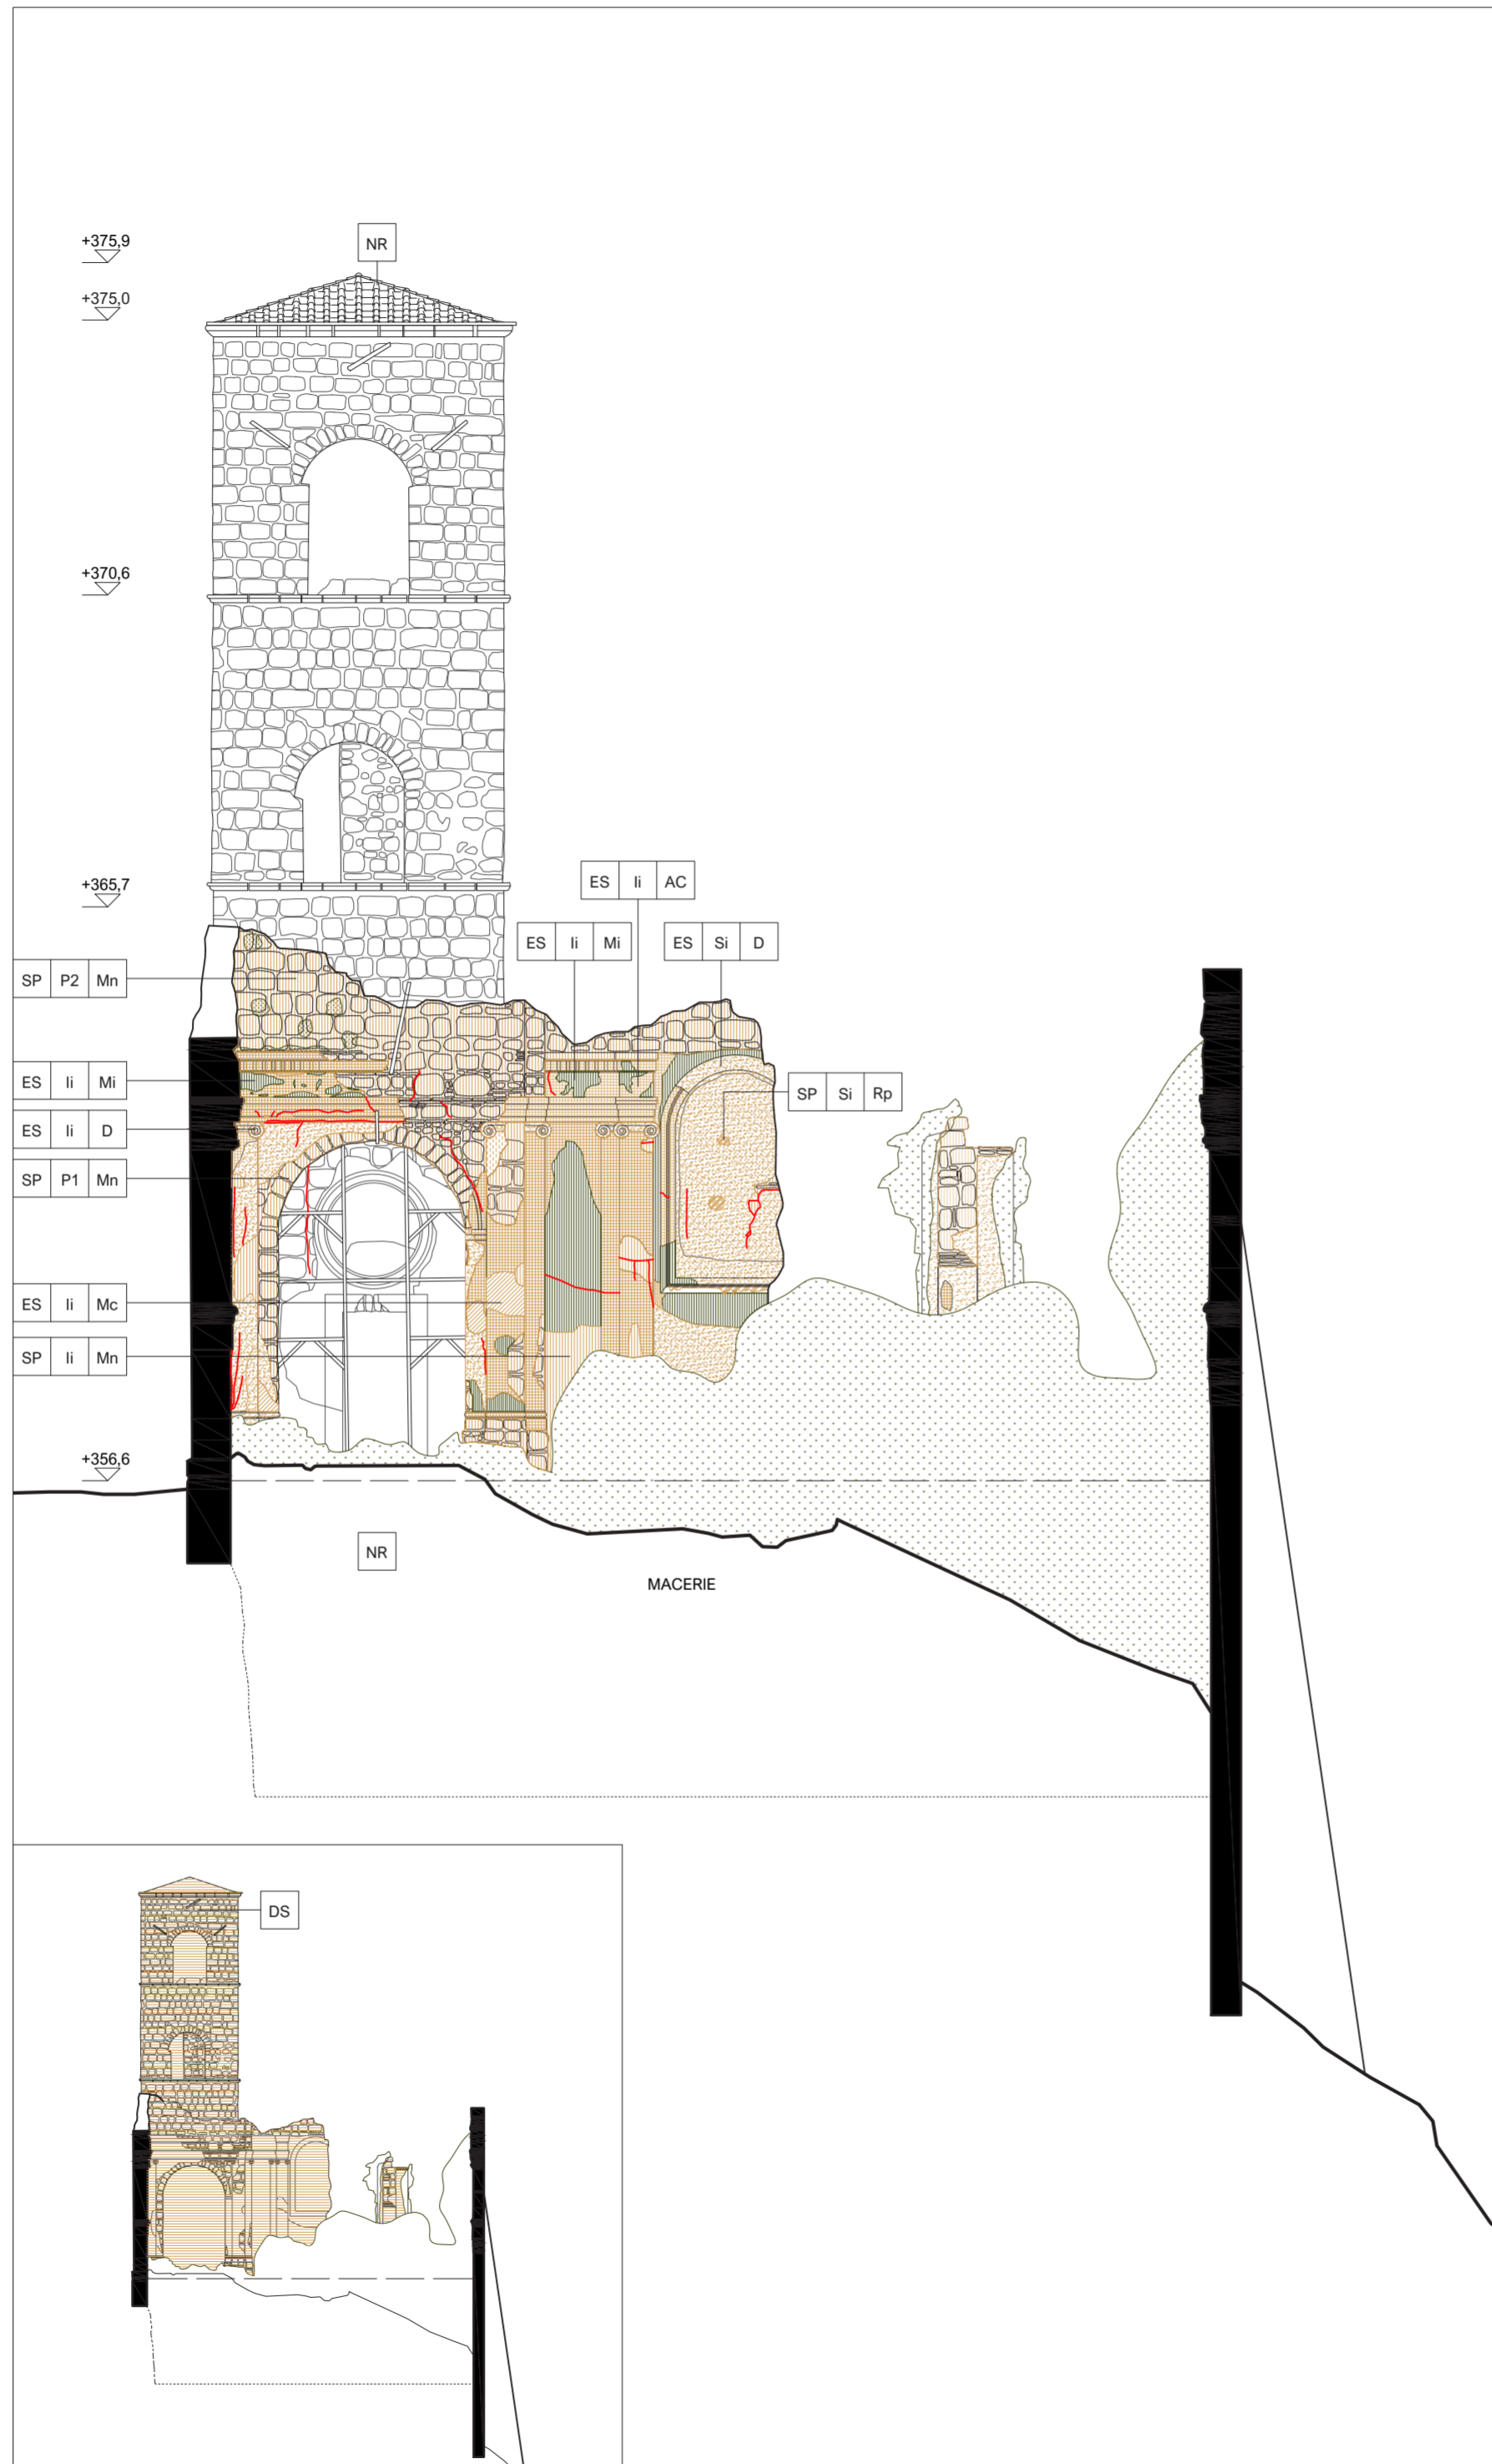 +375,9
NR
+375,0
+370,6
+365,7
ES Ii AC
ES Ii Mi
ES Si D
SP P2 Mn
ES Ii Mi
SP Si Rp
ES Ii D
SP P1 Mn
ES Ii Mc
SP Ii Mn
+356,6
NR
MACERIE
DS